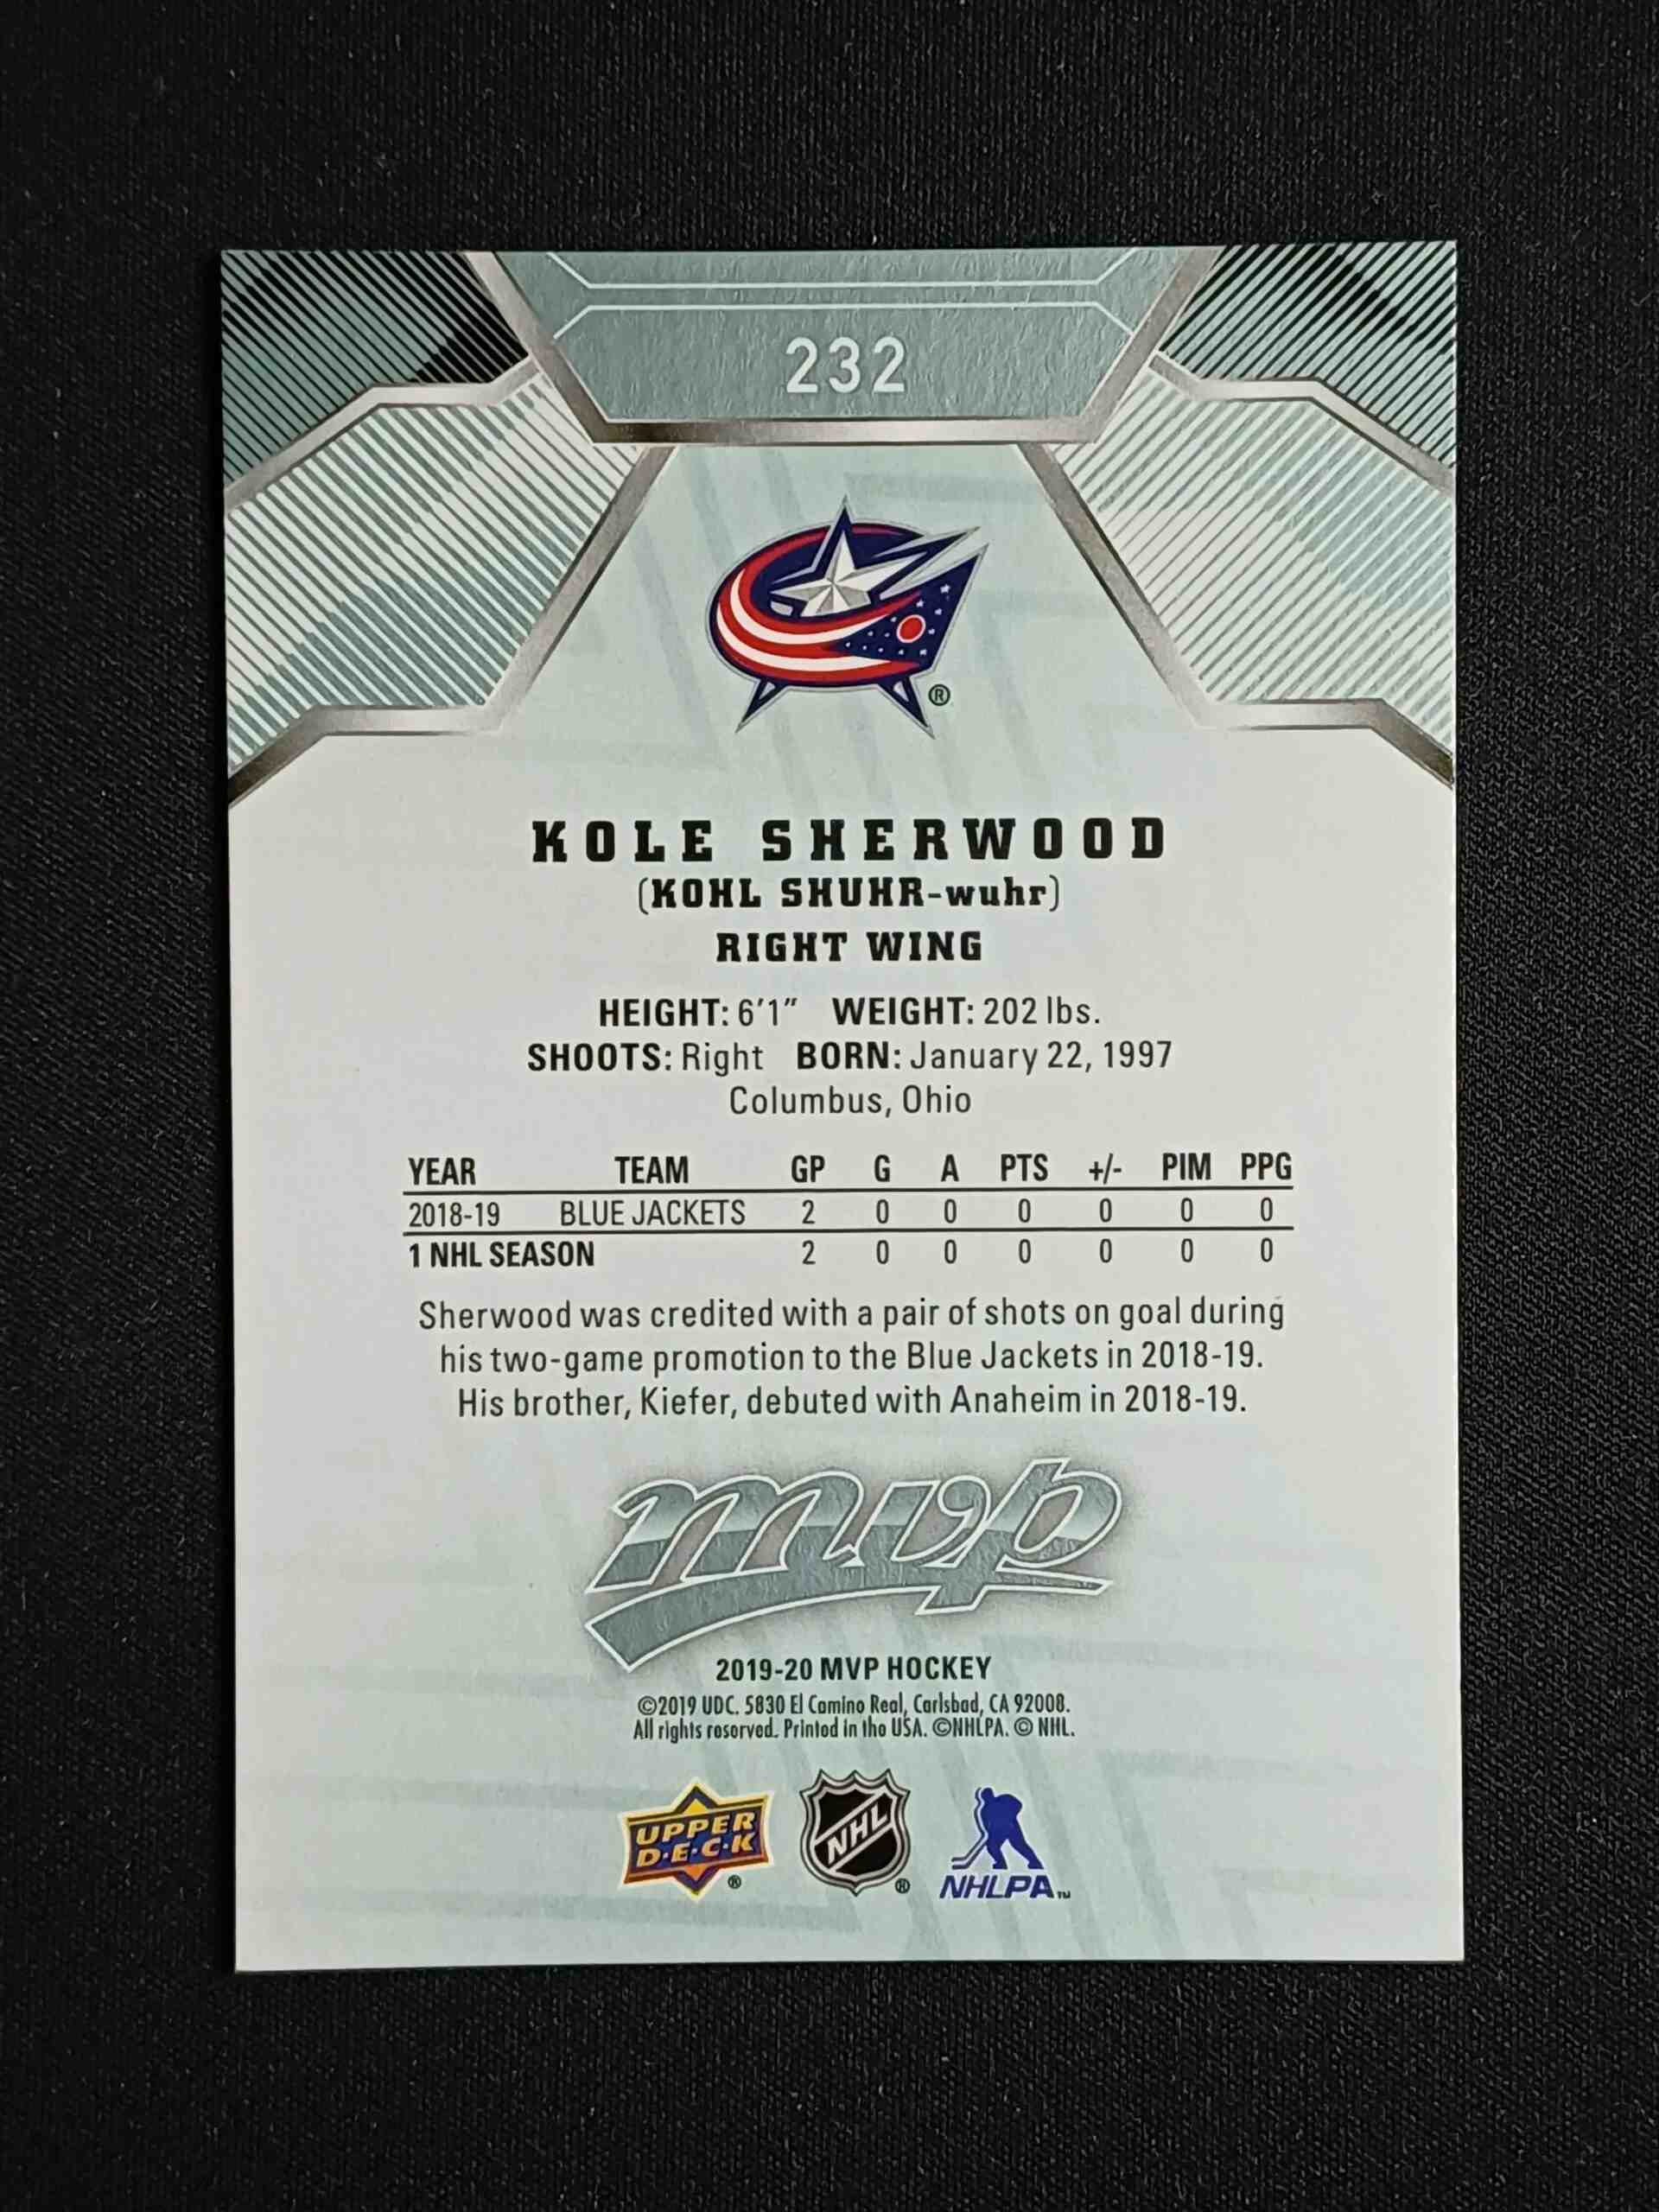 232
®
KOLE SHERWOOD
(KOHL SHUHR-wuhr)
RIGHT WING
HEIGHT: 6'1" WEIGHT: 202 lbs.
SHOOTS: Right BORN: January 22, 1997
Columbus, Ohio
YEAR TEAM GP G A PTS +/- PIM PPG
2018-19 BLUE JACKETS 2 0 0 0 0 0 0
1 NHL SEASON 2 0 0 0 0 0 0
Sherwood was credited with a pair of shots on goal during
his two-game promotion to the Blue Jackets in 2018-19.
His brother, Kiefer, debuted with Anaheim in 2018-19.
mvp
2019-20 MVP HOCKEY
©2019 UDC. 5830 El Camino Real, Carlsbad, CA 92008.
All rights reserved. Printed in the USA. ©NHLPA. © NHL.
UPPER DECK® NHL® NHLPA™